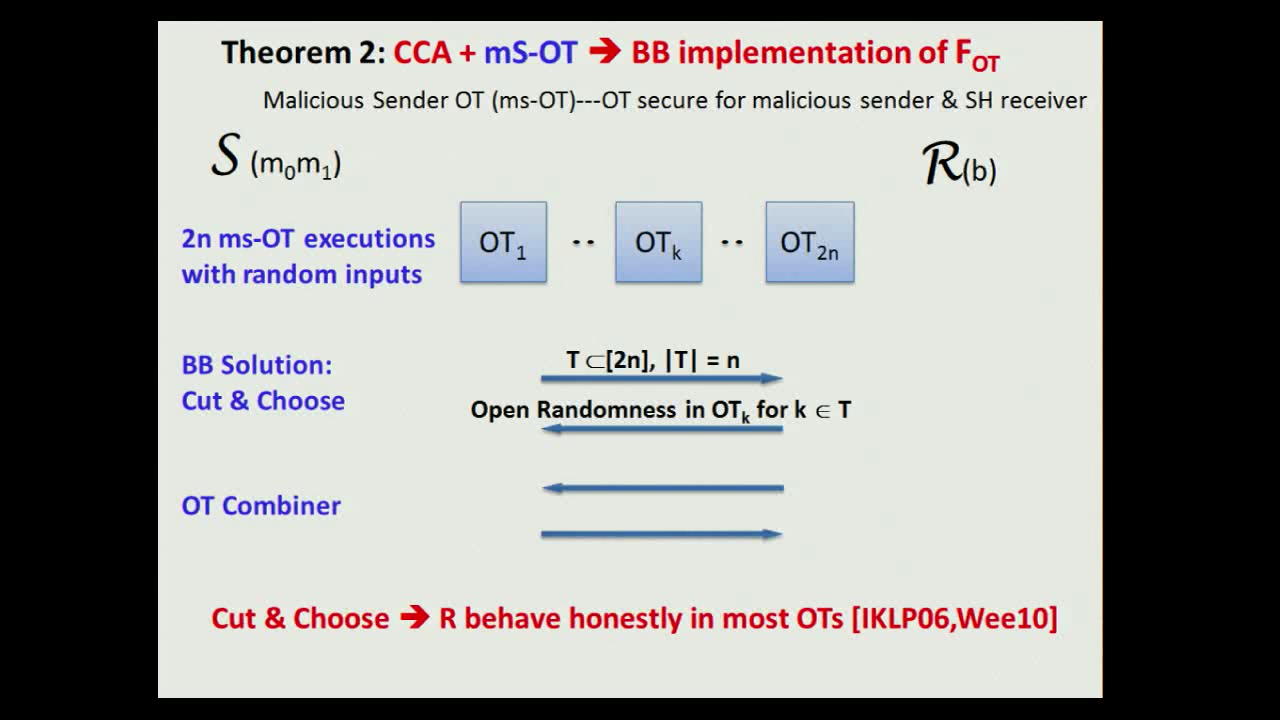 Theorem 2: CCA + mS-OT ➔ BB implementation of F_OT
Malicious Sender OT (ms-OT)---OT secure for malicious sender & SH receiver
S (m₀m₁)
R(b)
2n ms-OT executions
with random inputs
OT₁ .. OTₖ .. OT₂ₙ
BB Solution:
Cut & Choose
T ⊂[2n], |T| = n
Open Randomness in OTₖ for k ∈ T
OT Combiner
Cut & Choose ➔ R behave honestly in most OTs [IKLP06,Wee10]